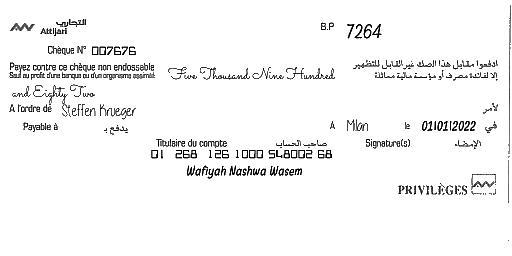 التجاري
Attijari
B.P 7264
Chèque N° 007676
Payez contre ce chèque non endossable
Sauf au profit d'une banque ou d'un organisme assimilé
Five Thousand Nine Hundred
ادفعوا مقابل هذا الصك غير القابل للتظهير
إلا لفائدة مصرف أو مؤسسة مالية مماثلة
and Eighty Two
A l'ordre de Steffen Krueger لأمر
Payable à يدفع بـ A Milan le 01/01/2022 في
Titulaire du compte صاحب الحساب Signature(s) الإمضاء
01 268 126 1000 548002 68
Wafiyah Nashwa Wasem
PRIVILÈGES